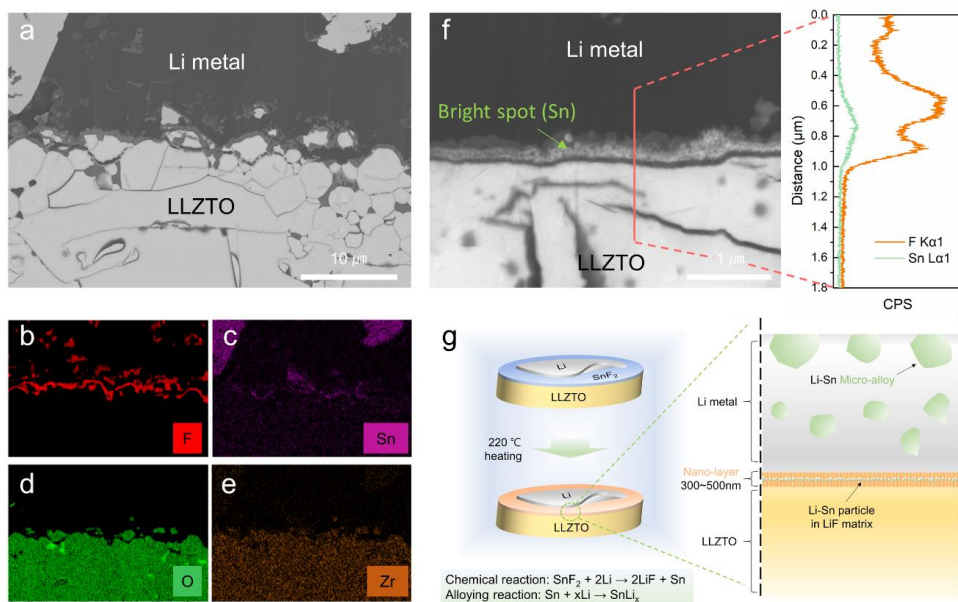 a
Li metal
LLZTO
10 ㎛
b
F
c
Sn
d
O
e
Zr
f
Li metal
Bright spot (Sn)
LLZTO
1 ㎛
0.0
0.2
0.4
0.6
0.8
1.0
1.2
1.4
1.6
1.8
Distance (µm)
F Kα1
Sn Lα1
CPS
g
Li
SnF₂
LLZTO
220 ℃
heating
Li
LLZTO
Chemical reaction: SnF₂ + 2Li → 2LiF + Sn
Alloying reaction: Sn + xLi → SnLiₓ
Li-Sn Micro-alloy
Li metal
Nano-layer
300~500nm
Li-Sn particle
in LiF matrix
LLZTO